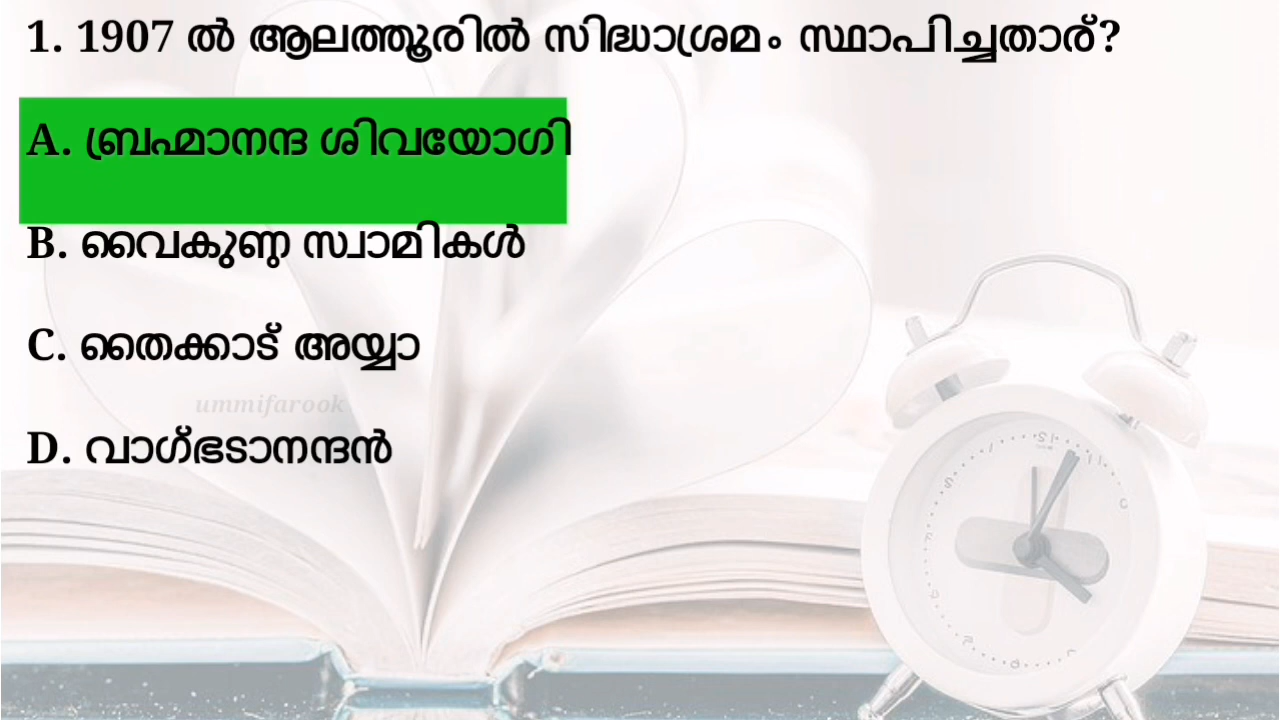 1. 1907 ൽ ആലത്തൂരിൽ സിദ്ധാശ്രമം സ്ഥാപിച്ചതാര്?
A. ബ്രഹ്മാനന്ദ ശിവയോഗി
B. വൈകുണ്ഠ സ്വാമികൾ
C. തൈക്കാട് അയ്യാ
ummifarook
D. വാഗ്ഭടാനന്ദൻ